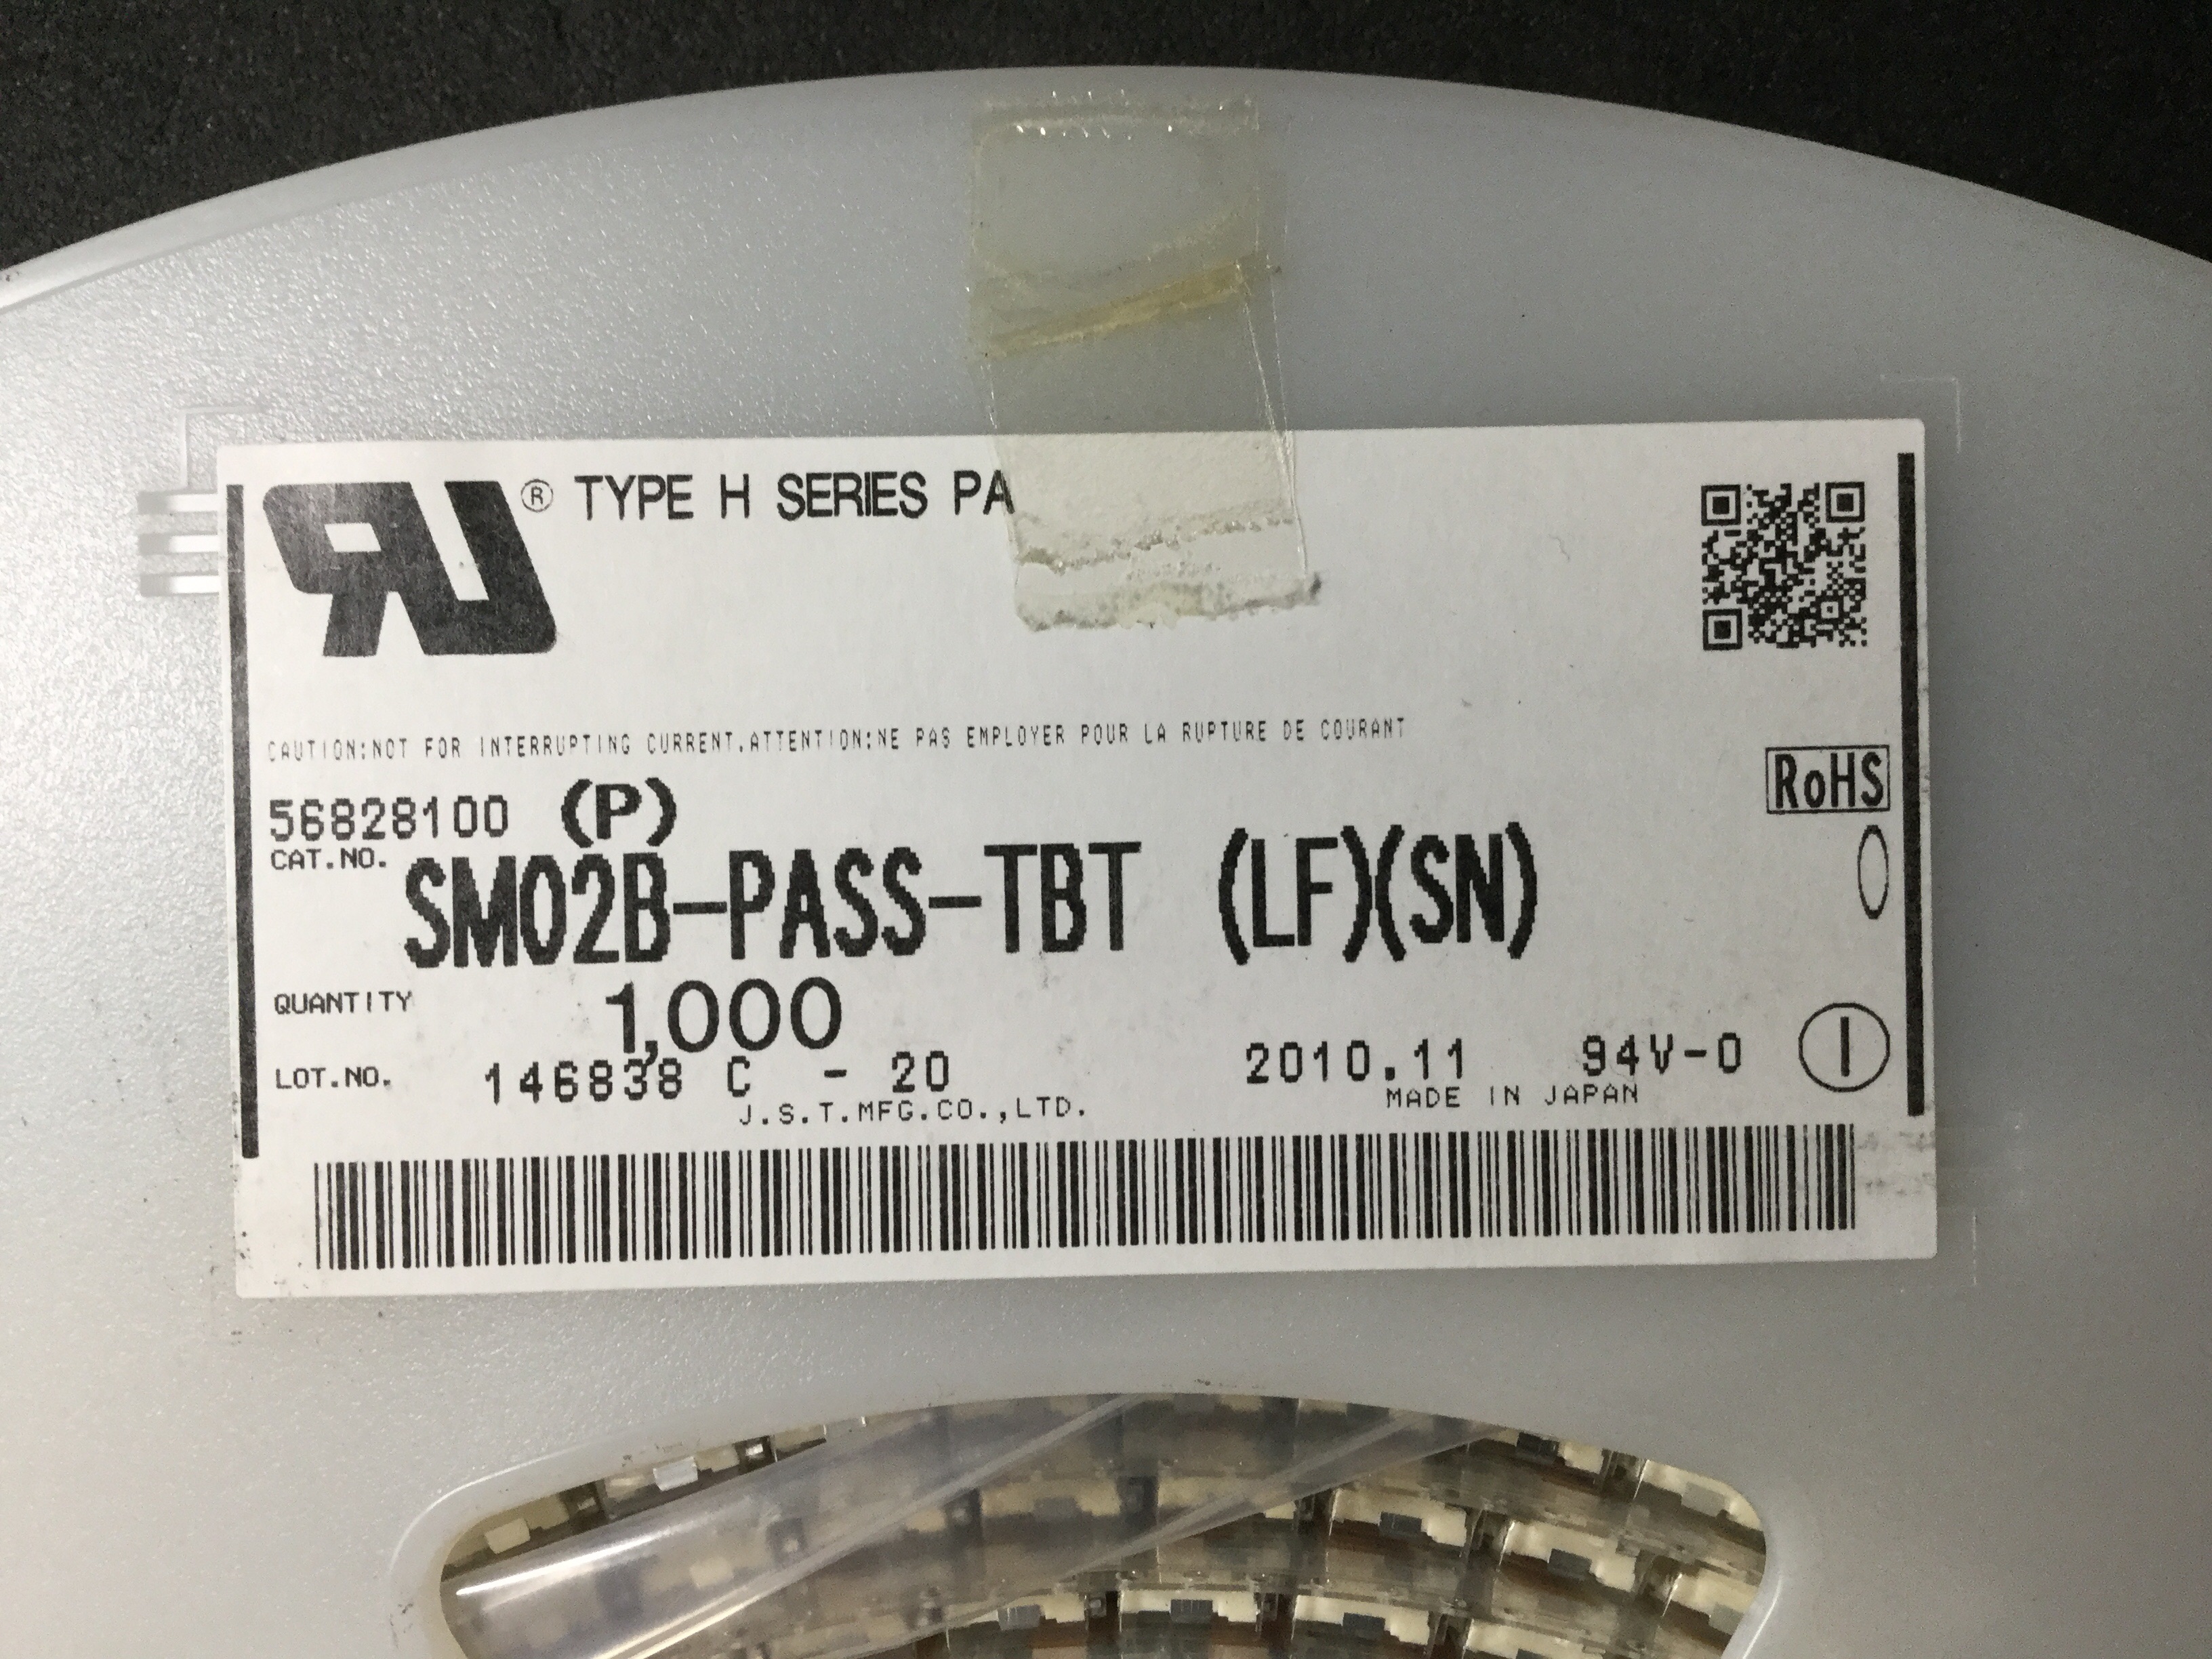 RU® TYPE H SERIES PA
CAUTION:NOT FOR INTERRUPTING CURRENT.ATTENTION:NE PAS EMPLOYER POUR LA RUPTURE DE COURANT
RoHS
56828100 (P)
CAT.NO. SM02B-PASS-TBT (LF)(SN)
QUANTITY 1,000
LOT.NO. 146838 C - 20 2010.11 94V-0
J.S.T.MFG.CO.,LTD. MADE IN JAPAN